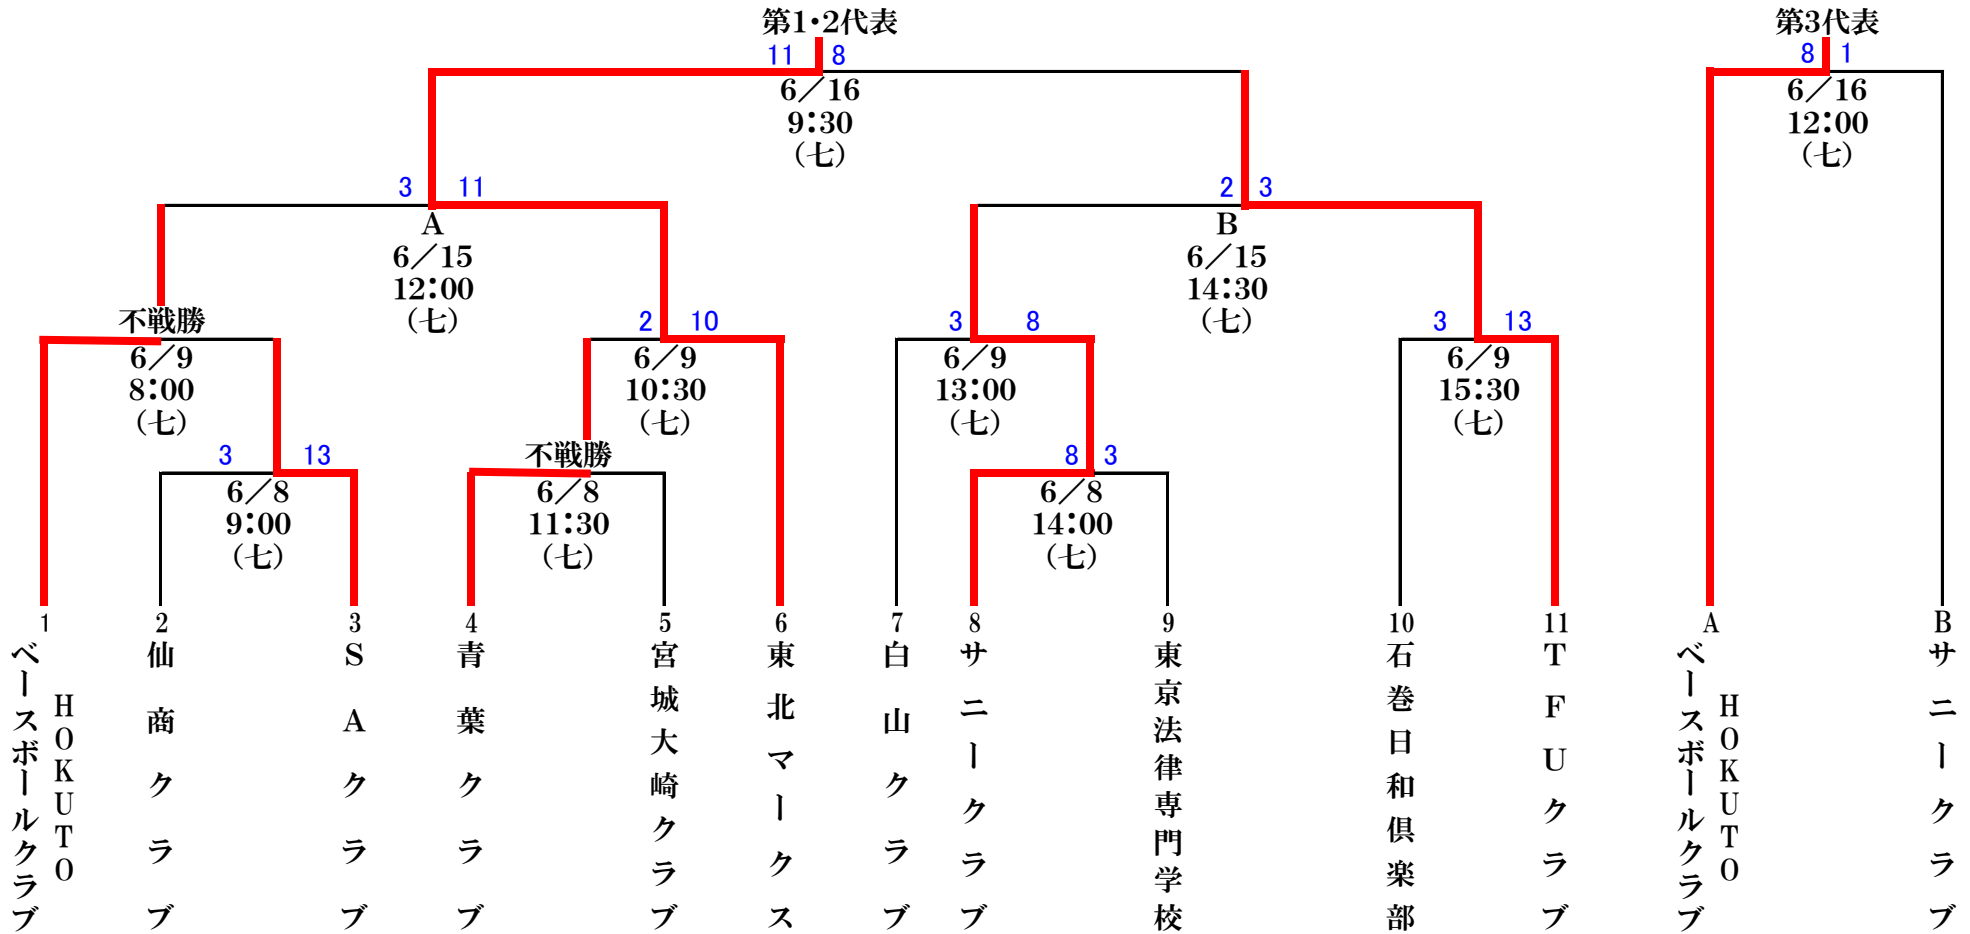 第1・2代表
第3代表
11 8
8 1
6／16
9:30
(七)
6／16
12:00
(七)
3 11
2 3
A
6／15
12:00
(七)
B
6／15
14:30
(七)
不戦勝
6／9
8:00
(七)
2 10
6／9
10:30
(七)
3 8
6／9
13:00
(七)
3 13
6／9
15:30
(七)
3 13
6／8
9:00
(七)
不戦勝
6／8
11:30
(七)
8 3
6／8
14:00
(七)
1
HOKUTO
ベースボールクラブ
2
仙商クラブ
3
SAクラブ
4
青葉クラブ
5
宮城大崎クラブ
6
東北マークス
7
白山クラブ
8
サニークラブ
9
東京法律専門学校
10
石巻日和倶楽部
11
TFUクラブ
A
HOKUTO
ベースボールクラブ
B
サニークラブ